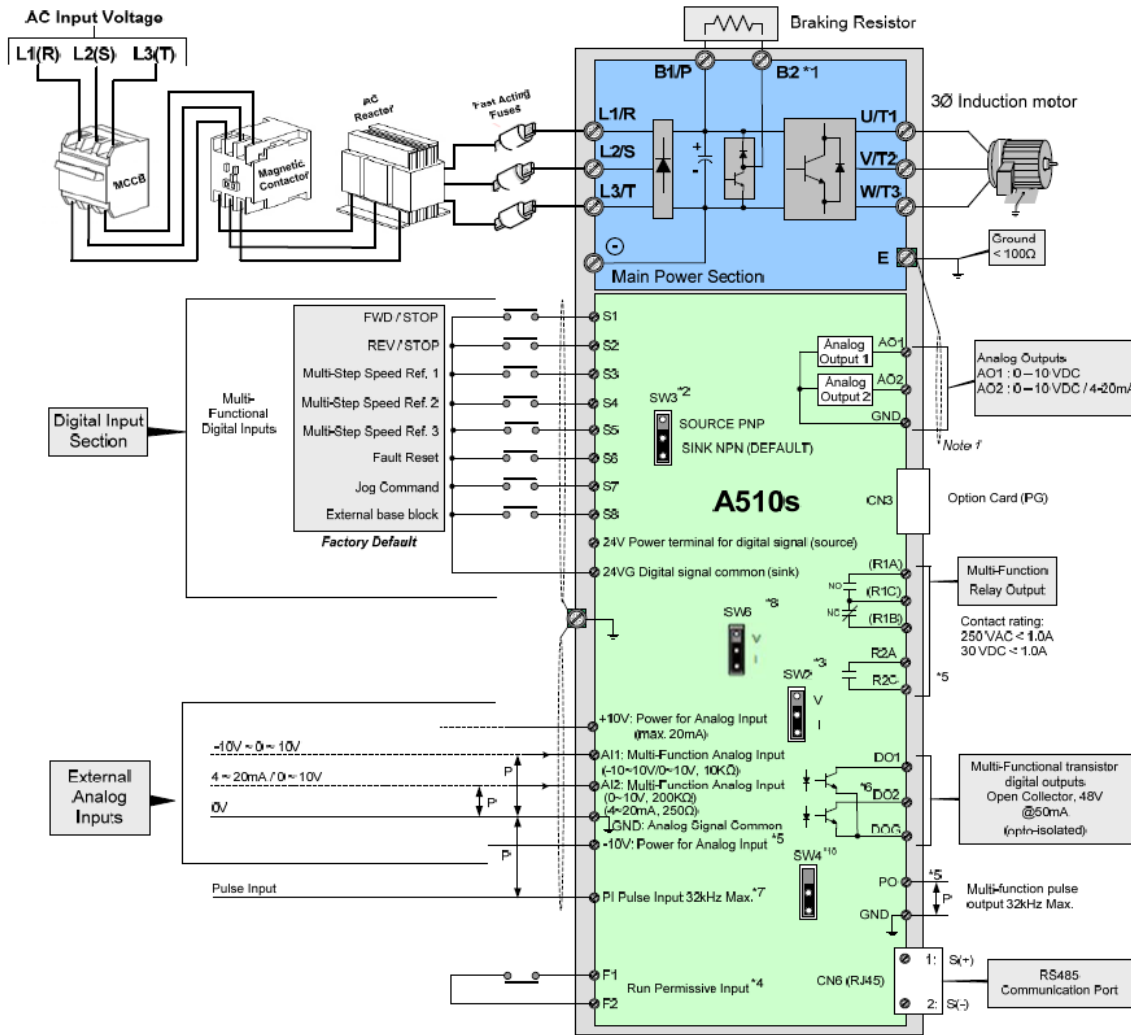 AC Input Voltage
L1(R) L2(S) L3(T)
MCCB
Magnetic
Contactor
AC
Reactor
Fast Acting
Fuses
Braking Resistor
B1/P
B2 *1
L1/R
L2/S
L3/T
+
-
⊖
Main Power Section
U/T1
V/T2
W/T3
E
3Ø Induction motor
Ground
< 100Ω
Digital Input
Section
Multi-
Functional
Digital Inputs
FWD / STOP
REV / STOP
Multi-Step Speed Ref. 1
Multi-Step Speed Ref. 2
Multi-Step Speed Ref. 3
Fault Reset
Jog Command
External base block
Factory Default
S1
S2
S3
S4
S5
S6
S7
S8
24V Power terminal for digital signal (source)
24VG Digital signal common (sink)
SW3 *2
SOURCE PNP
SINK NPN (DEFAULT)
A510s
Analog
Output 1
Analog
Output 2
AO1
AO2
GND
Analog Outputs
AO1 : 0 – 10 VDC
AO2 : 0 – 10 VDC / 4-20mA
Note 1
CN3
Option Card (PG)
(R1A)
NO
(R1C)
NC
(R1B)
R2A
R2C
*5
Multi-Function
Relay Output
Contact rating:
250 VAC < 1.0A
30 VDC < 1.0A
SW6 *8
V
I
SW2 *3
V
I
External
Analog
Inputs
-10V ~ 0 ~ 10V
4 ~ 20mA / 0 ~ 10V
0V
P
P
P
Pulse Input
+10V: Power for Analog Input
(max. 20mA)
AI1: Multi-Function Analog Input
(-10~10V/0~10V, 10KΩ)
AI2: Multi-Function Analog Input
(0~10V, 200KΩ)
(4~20mA, 250Ω)
GND: Analog Signal Common
-10V: Power for Analog Input *5
PI Pulse Input 32kHz Max. *7
SW4 *10
DO1
*6
DO2
DOG
Multi-Functional transistor
digital outputs
Open Collector, 48V
@50mA
(opto-isolated)
PO
*5
P
GND
Multi-function pulse
output 32kHz Max.
F1
F2
Run Permissive Input *4
CN6 (RJ45)
1: S(+)
2: S(-)
RS485
Communication Port